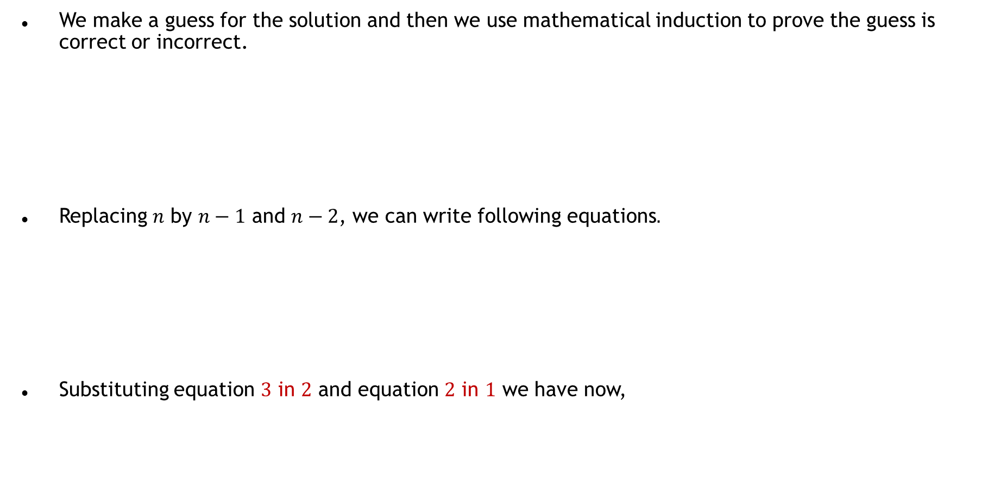 • We make a guess for the solution and then we use mathematical induction to prove the guess is
correct or incorrect.
• Replacing n by n − 1 and n − 2, we can write following equations.
• Substituting equation 3 in 2 and equation 2 in 1 we have now,